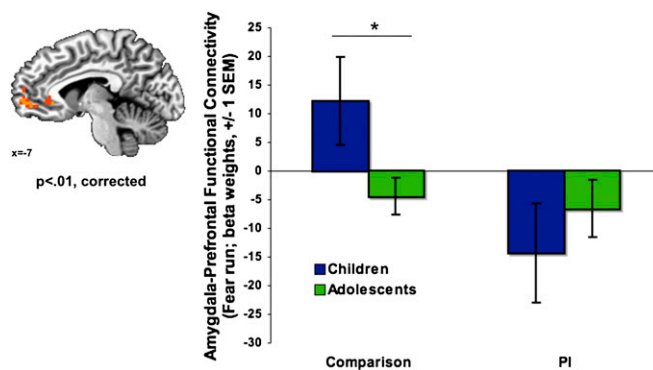 x=-7
p<.01, corrected
Amygdala-Prefrontal Functional Connectivity
(Fear run; beta weights, +/- 1 SEM)
25
20
15
10
5
0
-5
-10
-15
-20
-25
-30
*
Children
Adolescents
Comparison
PI